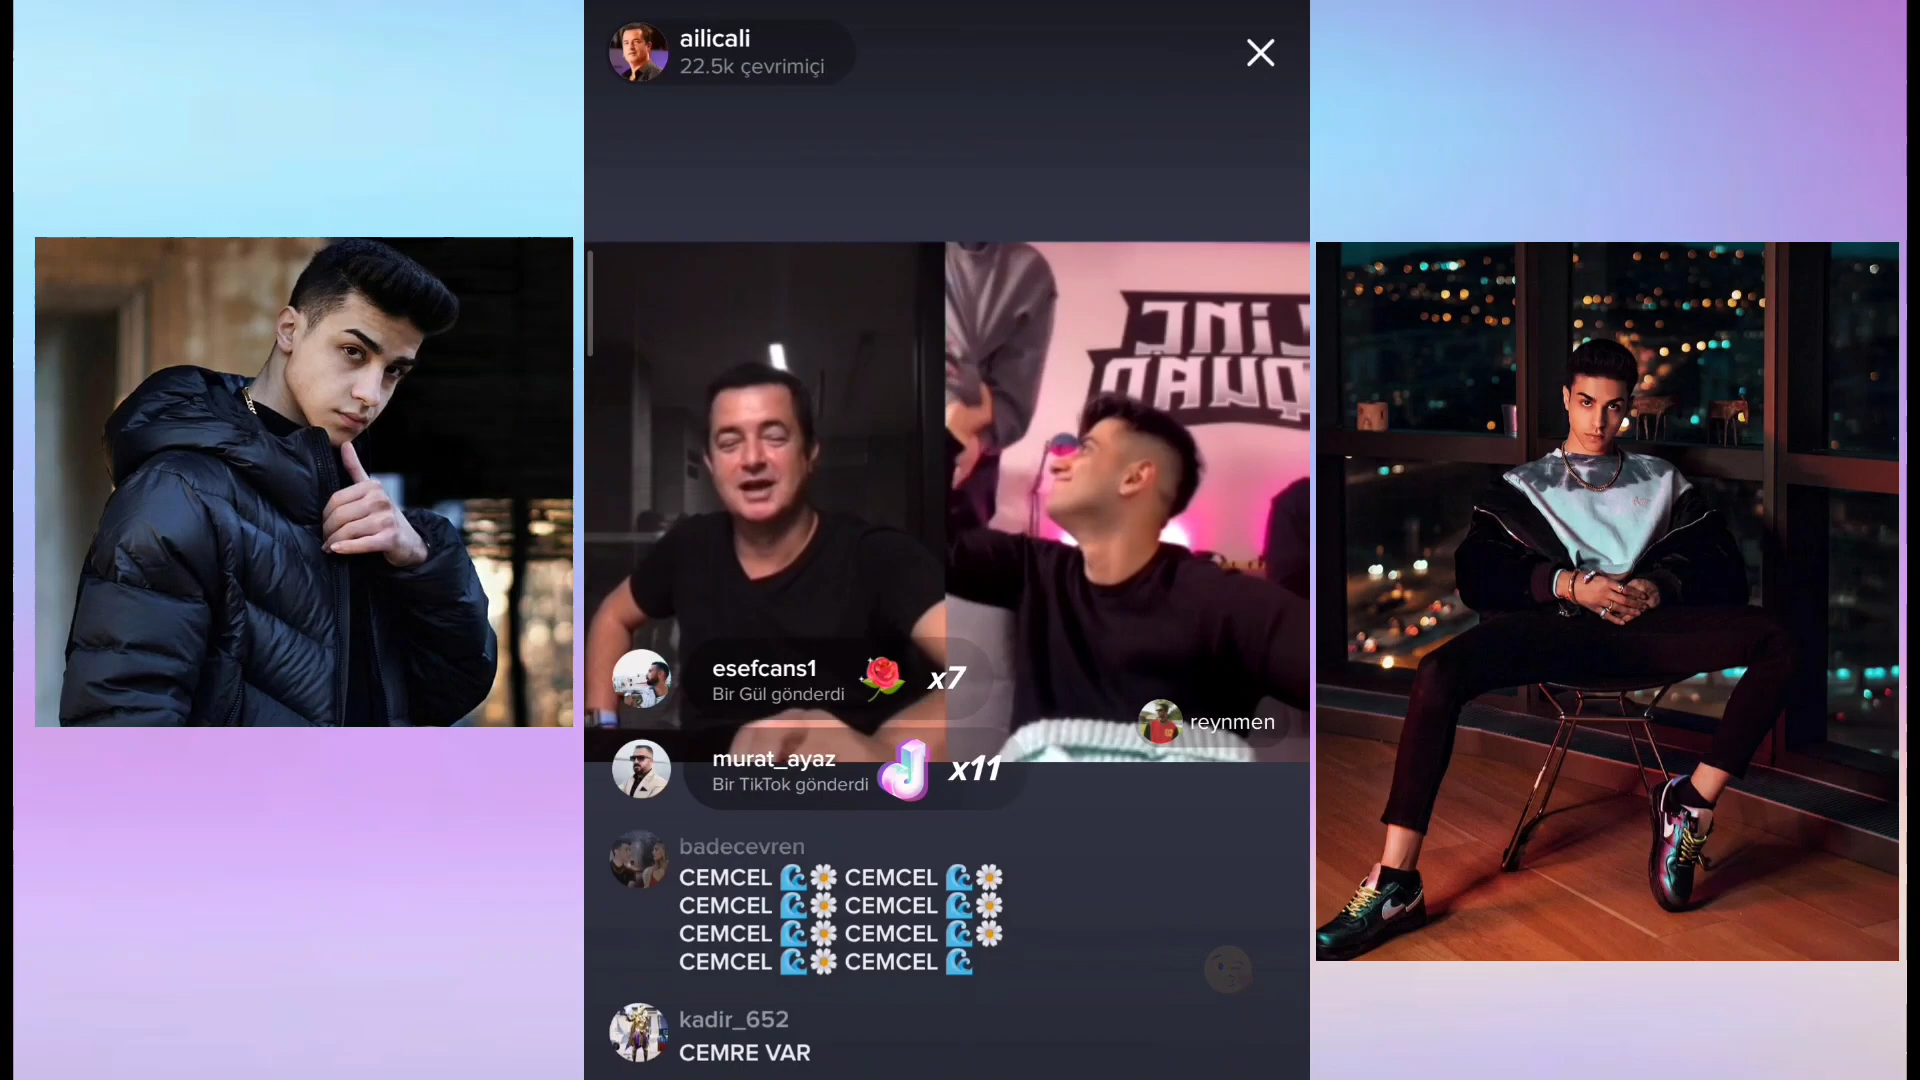 ailicali
22.5k çevrimiçi
esefcans1
Bir Gül gönderdi
x7
reynmen
murat_ayaz
Bir TikTok gönderdi
x11
badecevren
CEMCEL 🌊🌼 CEMCEL 🌊🌼
CEMCEL 🌊🌼 CEMCEL 🌊🌼
CEMCEL 🌊🌼 CEMCEL 🌊🌼
CEMCEL 🌊🌼 CEMCEL 🌊
kadir_652
CEMRE VAR